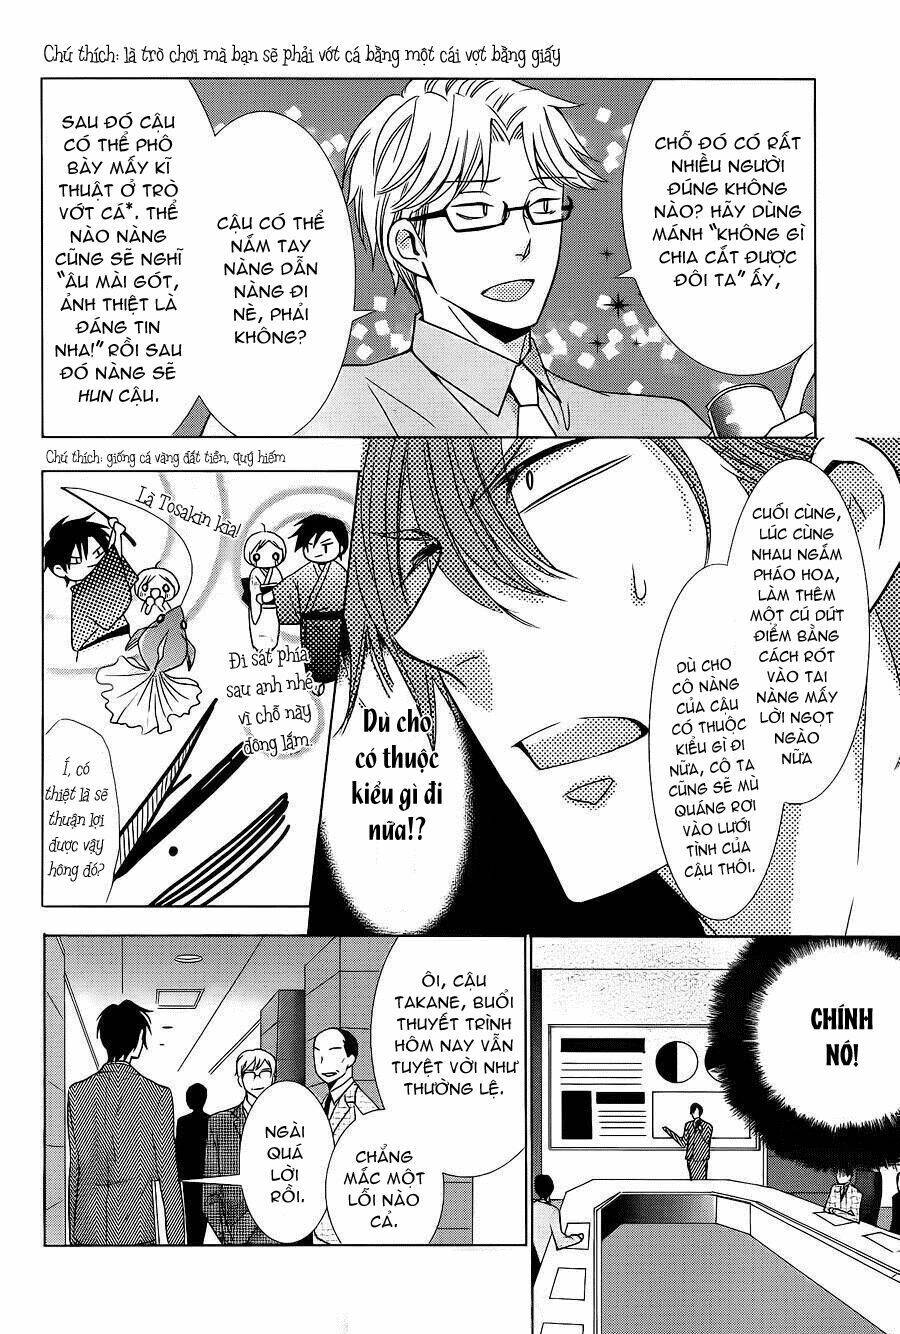 Chú thích: là trò chơi mà bạn sẽ phải vớt cá bằng một cái vợt bằng giấy
CHỖ ĐÓ CÓ RẤT
NHIỀU NGƯỜI
ĐÚNG KHÔNG
NÀO? HÃY DÙNG
MÁNH “KHÔNG GÌ
CHIA CẮT ĐƯỢC
ĐÔI TA” ẤY,
CẬU CÓ THỂ
NẮM TAY
NÀNG DẪN
NÀNG ĐI
NÈ, PHẢI
KHÔNG?
SAU ĐÓ CẬU
CÓ THỂ PHÔ
BÀY MẤY KĨ
THUẬT Ở TRÒ
VỚT CÁ*. THỂ
NÀO NÀNG
CŨNG SẼ NGHĨ
“ÂU MÀI GÓT,
ẢNH THIỆT LÀ
ĐÁNG TIN
NHA!” RỒI SAU
ĐÓ NÀNG SẼ
HUN CẬU.
CUỐI CÙNG,
LÚC CÙNG
NHAU NGẮM
PHÁO HOA,
LÀM THÊM
MỘT CÚ DỨT
ĐIỂM BẰNG
CÁCH RÓT
VÀO TAI
NÀNG MẤY
LỜI NGỌT
NGÀO
NỮA
DÙ CHO
CÔ NÀNG
CỦA CẬU
CÓ THUỘC
KIỂU GÌ ĐI
NỮA, CÔ TA
CŨNG SẼ MÙ
QUÁNG RƠI
VÀO LƯỚI
TÌNH CỦA
CẬU THÔI.
Dù cho
có thuộc
kiểu gì đi
nữa!?
Chú thích: giống cá vàng đắt tiền, quý hiếm
Là Tosakin kìa!
Đi sát phía
sau anh nhé
vì chỗ này
đông lắm.
Í, có
thiệt là sẽ
thuận lợi
được vậy
hông đó?
CHÍNH
NÓ!
ÔI, CẬU
TAKANE, BUỔI
THUYẾT TRÌNH
HÔM NAY VẪN
TUYỆT VỜI NHƯ
THƯỜNG LỆ.
CHẲNG
MẮC MỘT
LỖI NÀO
CẢ.
NGÀI
QUÁ
LỜI
RỒI.